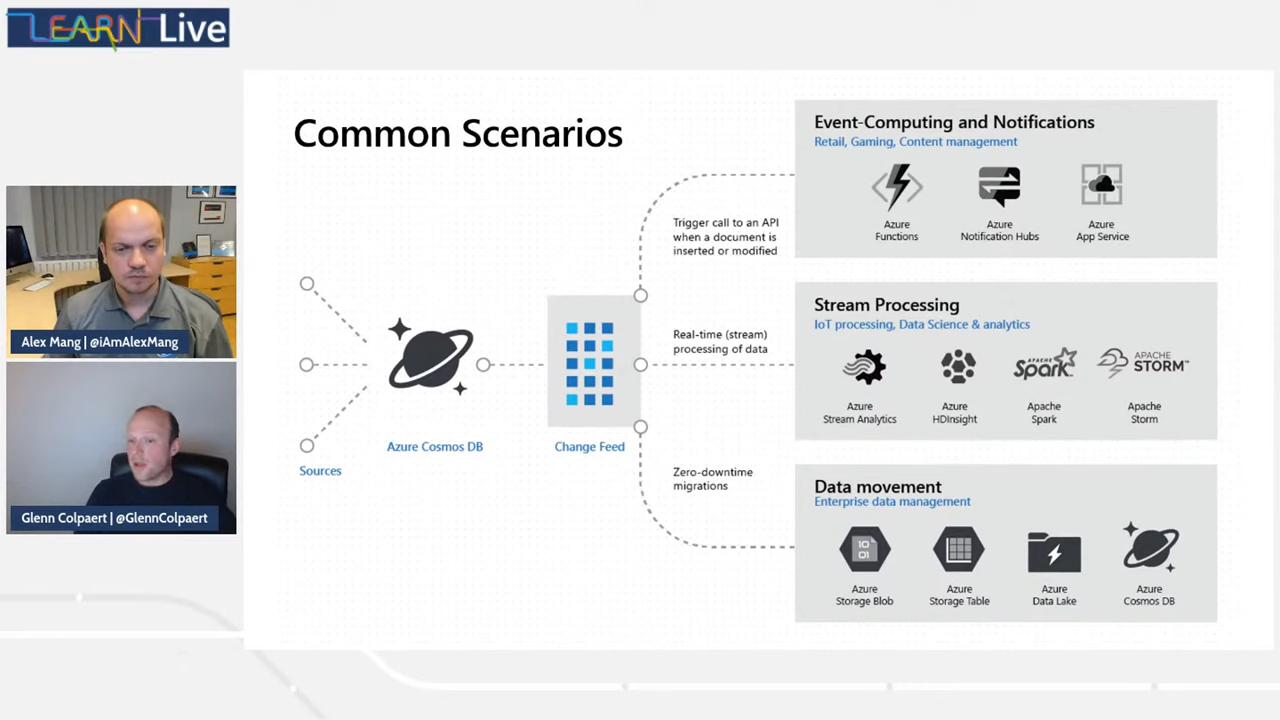 LEARN Live
Common Scenarios
Alex Mang | @iAmAlexMang
Glenn Colpaert | @GlennColpaert
Sources
Azure Cosmos DB
Change Feed
Trigger call to an API
when a document is
inserted or modified
Real-time (stream)
processing of data
Zero-downtime
migrations
Event-Computing and Notifications
Retail, Gaming, Content management
Azure
Functions
Azure
Notification Hubs
Azure
App Service
Stream Processing
IoT processing, Data Science & analytics
Azure
Stream Analytics
Azure
HDInsight
APACHE
Spark
Apache
Spark
APACHE
STORM
Apache
Storm
Data movement
Enterprise data management
10
01
Azure
Storage Blob
Azure
Storage Table
Azure
Data Lake
Azure
Cosmos DB